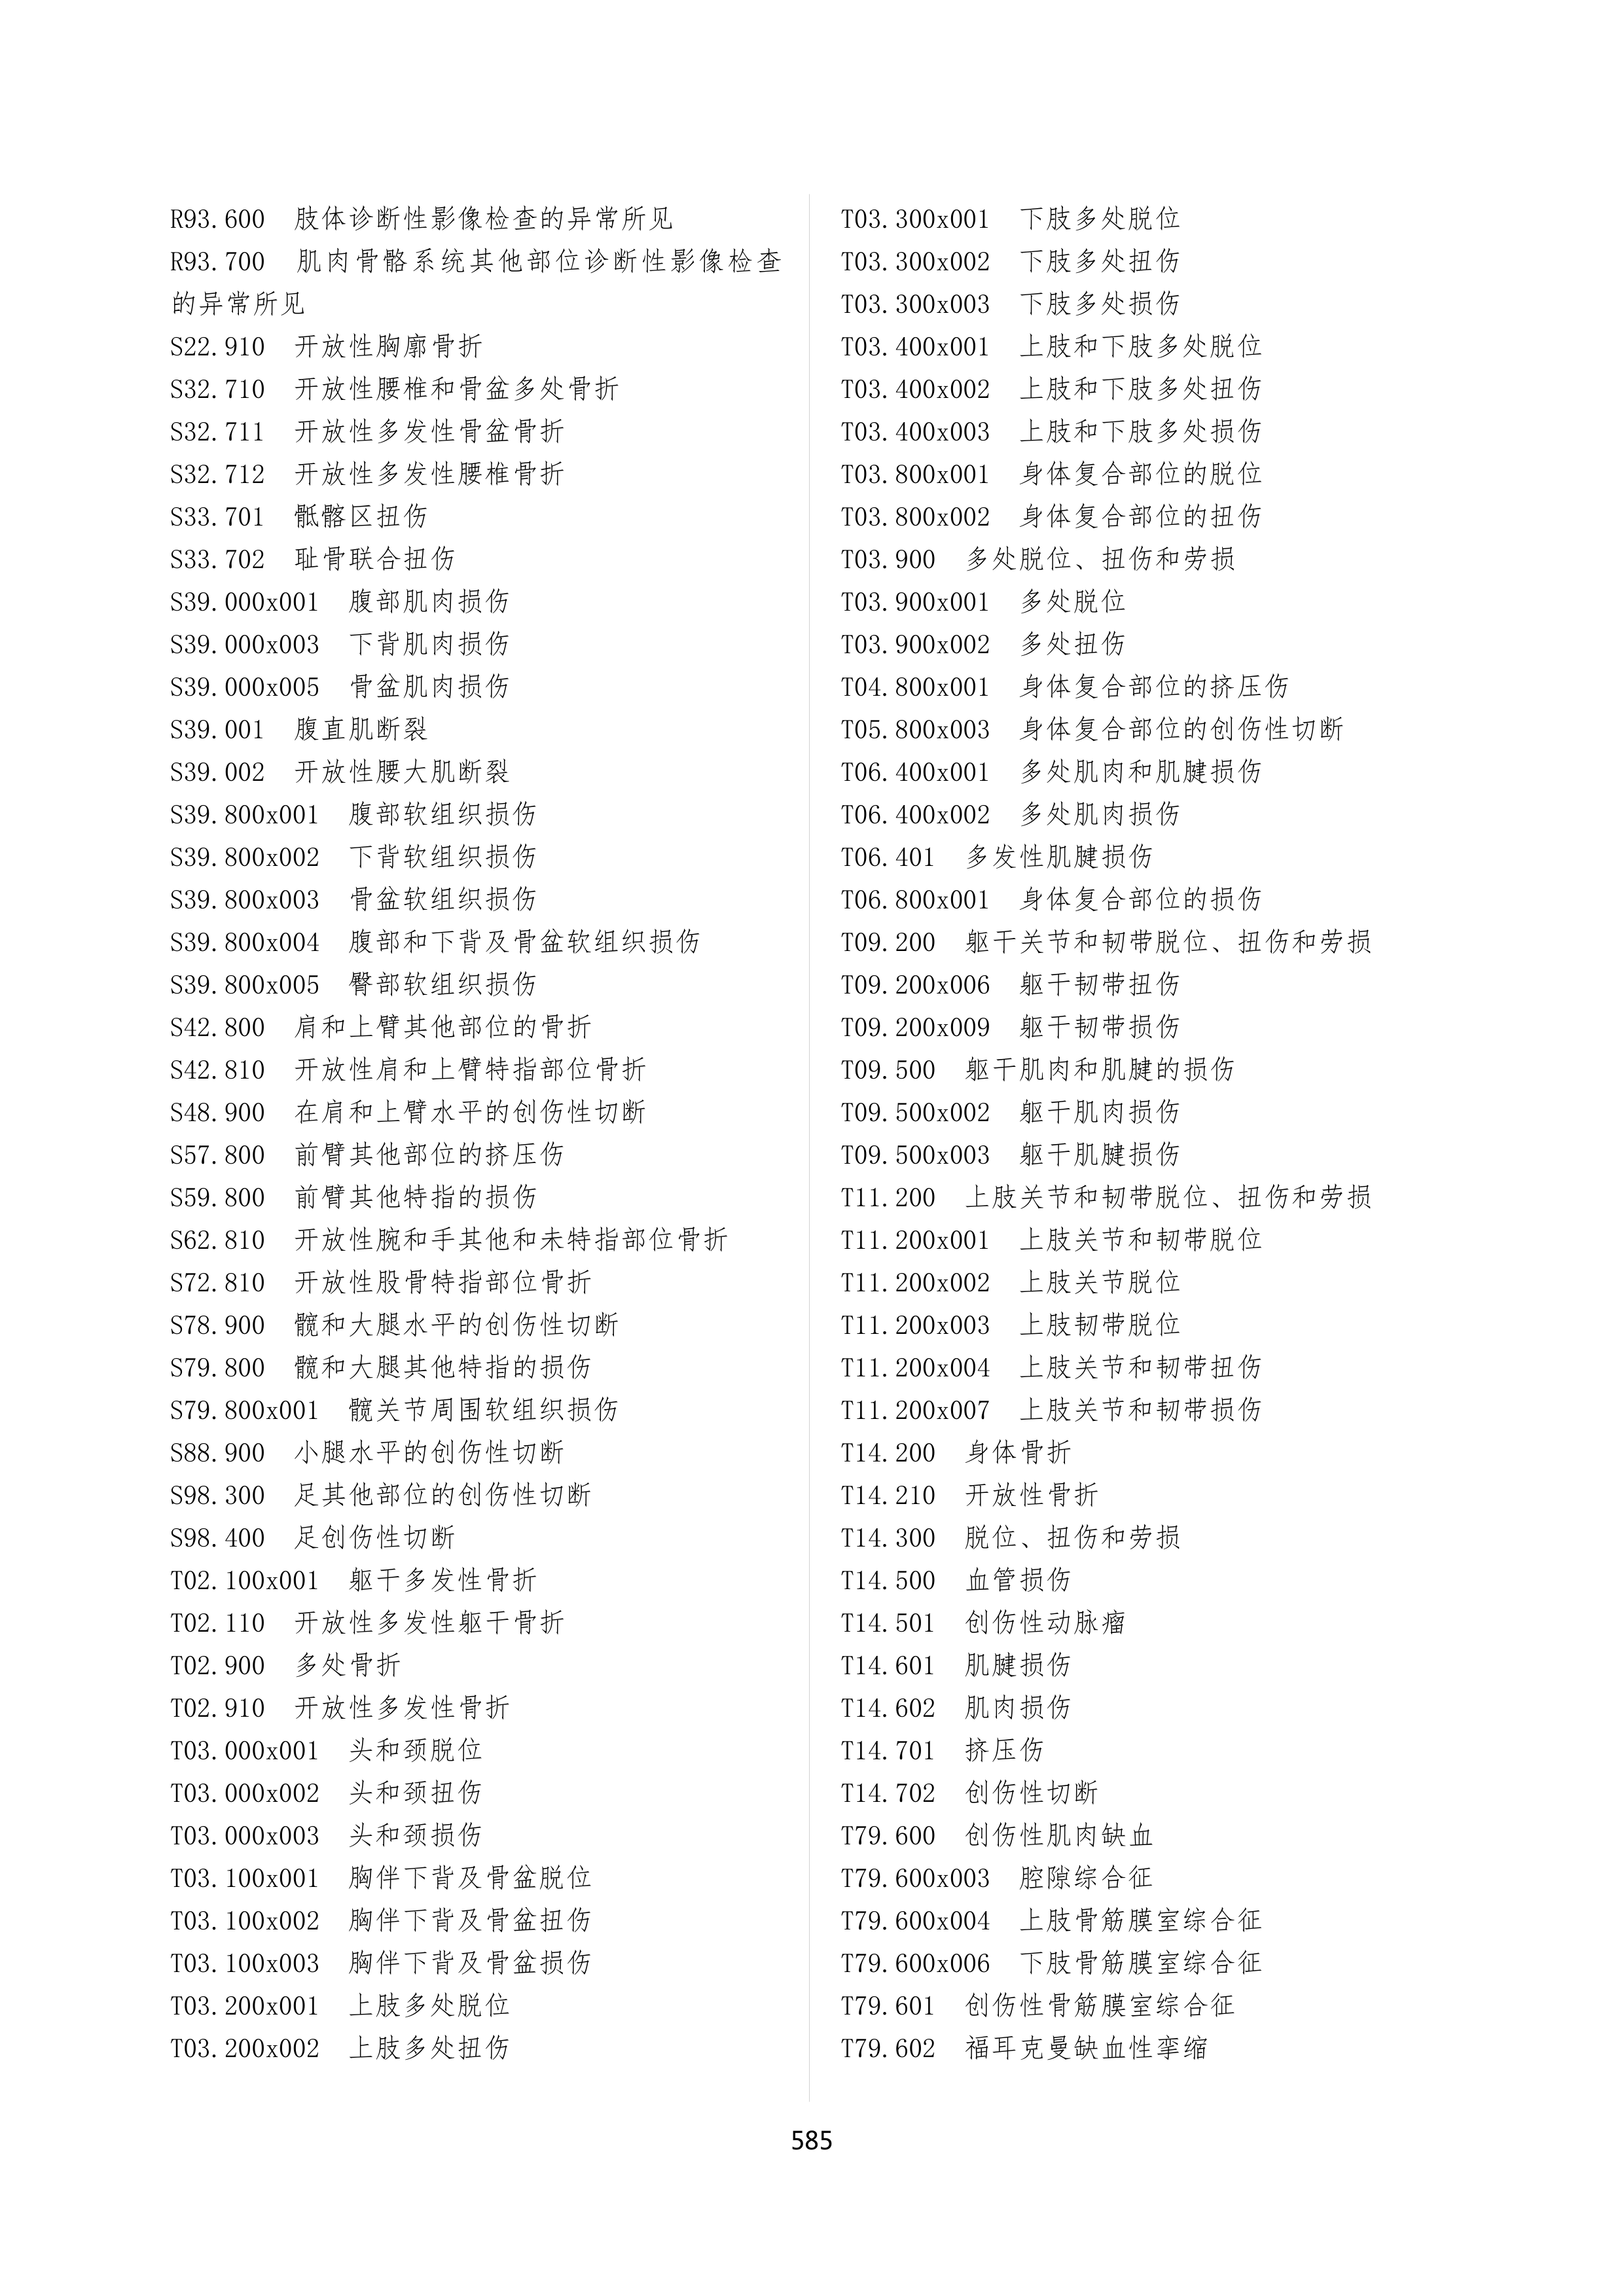 R93.600 肢体诊断性影像检查的异常所见
R93.700 肌肉骨骼系统其他部位诊断性影像检查
的异常所见
S22.910 开放性胸廓骨折
S32.710 开放性腰椎和骨盆多处骨折
S32.711 开放性多发性骨盆骨折
S32.712 开放性多发性腰椎骨折
S33.701 骶髂区扭伤
S33.702 耻骨联合扭伤
S39.000x001 腹部肌肉损伤
S39.000x003 下背肌肉损伤
S39.000x005 骨盆肌肉损伤
S39.001 腹直肌断裂
S39.002 开放性腰大肌断裂
S39.800x001 腹部软组织损伤
S39.800x002 下背软组织损伤
S39.800x003 骨盆软组织损伤
S39.800x004 腹部和下背及骨盆软组织损伤
S39.800x005 臀部软组织损伤
S42.800 肩和上臂其他部位的骨折
S42.810 开放性肩和上臂特指部位骨折
S48.900 在肩和上臂水平的创伤性切断
S57.800 前臂其他部位的挤压伤
S59.800 前臂其他特指的损伤
S62.810 开放性腕和手其他和未特指部位骨折
S72.810 开放性股骨特指部位骨折
S78.900 髋和大腿水平的创伤性切断
S79.800 髋和大腿其他特指的损伤
S79.800x001 髋关节周围软组织损伤
S88.900 小腿水平的创伤性切断
S98.300 足其他部位的创伤性切断
S98.400 足创伤性切断
T02.100x001 躯干多发性骨折
T02.110 开放性多发性躯干骨折
T02.900 多处骨折
T02.910 开放性多发性骨折
T03.000x001 头和颈脱位
T03.000x002 头和颈扭伤
T03.000x003 头和颈损伤
T03.100x001 胸伴下背及骨盆脱位
T03.100x002 胸伴下背及骨盆扭伤
T03.100x003 胸伴下背及骨盆损伤
T03.200x001 上肢多处脱位
T03.200x002 上肢多处扭伤
T03.300x001 下肢多处脱位
T03.300x002 下肢多处扭伤
T03.300x003 下肢多处损伤
T03.400x001 上肢和下肢多处脱位
T03.400x002 上肢和下肢多处扭伤
T03.400x003 上肢和下肢多处损伤
T03.800x001 身体复合部位的脱位
T03.800x002 身体复合部位的扭伤
T03.900 多处脱位、扭伤和劳损
T03.900x001 多处脱位
T03.900x002 多处扭伤
T04.800x001 身体复合部位的挤压伤
T05.800x003 身体复合部位的创伤性切断
T06.400x001 多处肌肉和肌腱损伤
T06.400x002 多处肌肉损伤
T06.401 多发性肌腱损伤
T06.800x001 身体复合部位的损伤
T09.200 躯干关节和韧带脱位、扭伤和劳损
T09.200x006 躯干韧带扭伤
T09.200x009 躯干韧带损伤
T09.500 躯干肌肉和肌腱的损伤
T09.500x002 躯干肌肉损伤
T09.500x003 躯干肌腱损伤
T11.200 上肢关节和韧带脱位、扭伤和劳损
T11.200x001 上肢关节和韧带脱位
T11.200x002 上肢关节脱位
T11.200x003 上肢韧带脱位
T11.200x004 上肢关节和韧带扭伤
T11.200x007 上肢关节和韧带损伤
T14.200 身体骨折
T14.210 开放性骨折
T14.300 脱位、扭伤和劳损
T14.500 血管损伤
T14.501 创伤性动脉瘤
T14.601 肌腱损伤
T14.602 肌肉损伤
T14.701 挤压伤
T14.702 创伤性切断
T79.600 创伤性肌肉缺血
T79.600x003 腔隙综合征
T79.600x004 上肢骨筋膜室综合征
T79.600x006 下肢骨筋膜室综合征
T79.601 创伤性骨筋膜室综合征
T79.602 福耳克曼缺血性挛缩
585